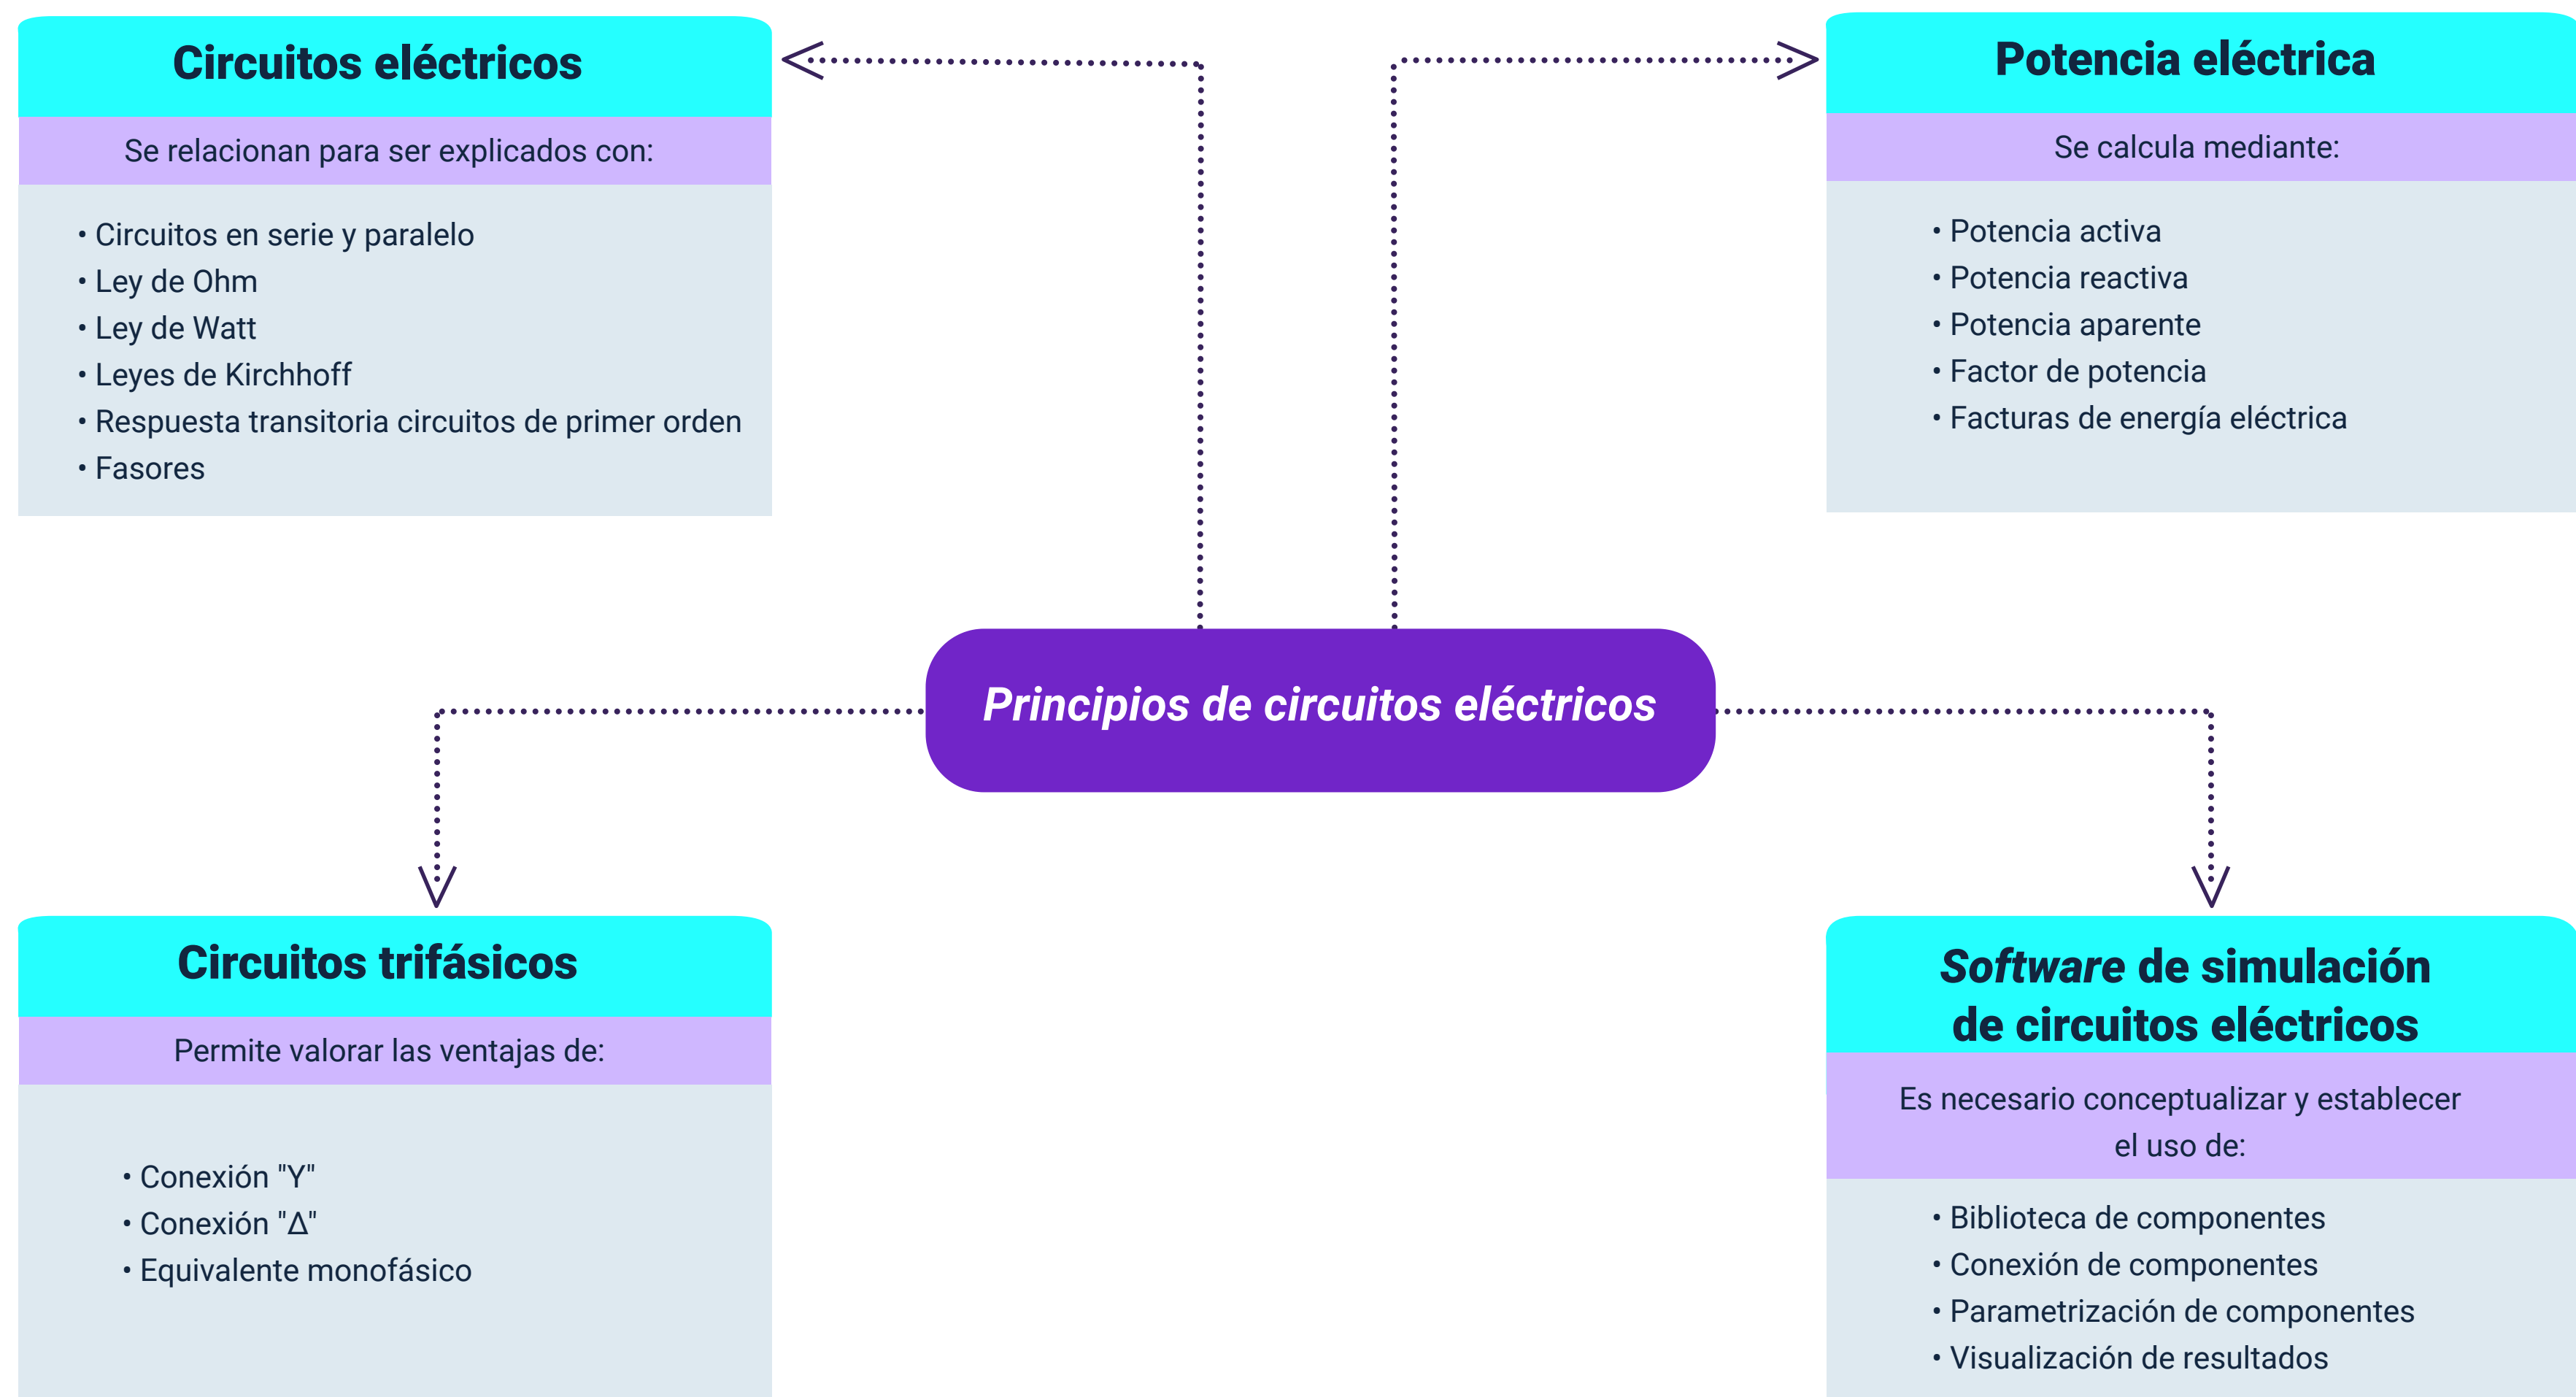 Circuitos eléctricos
Se relacionan para ser explicados con:
• Circuitos en serie y paralelo
• Ley de Ohm
• Ley de Watt
• Leyes de Kirchhoff
• Respuesta transitoria circuitos de primer orden
• Fasores
Potencia eléctrica
Se calcula mediante:
• Potencia activa
• Potencia reactiva
• Potencia aparente
• Factor de potencia
• Facturas de energía eléctrica
Principios de circuitos eléctricos
Circuitos trifásicos
Permite valorar las ventajas de:
• Conexión "Y"
• Conexión "Δ"
• Equivalente monofásico
Software de simulación
de circuitos eléctricos
Es necesario conceptualizar y establecer
el uso de:
• Biblioteca de componentes
• Conexión de componentes
• Parametrización de componentes
• Visualización de resultados